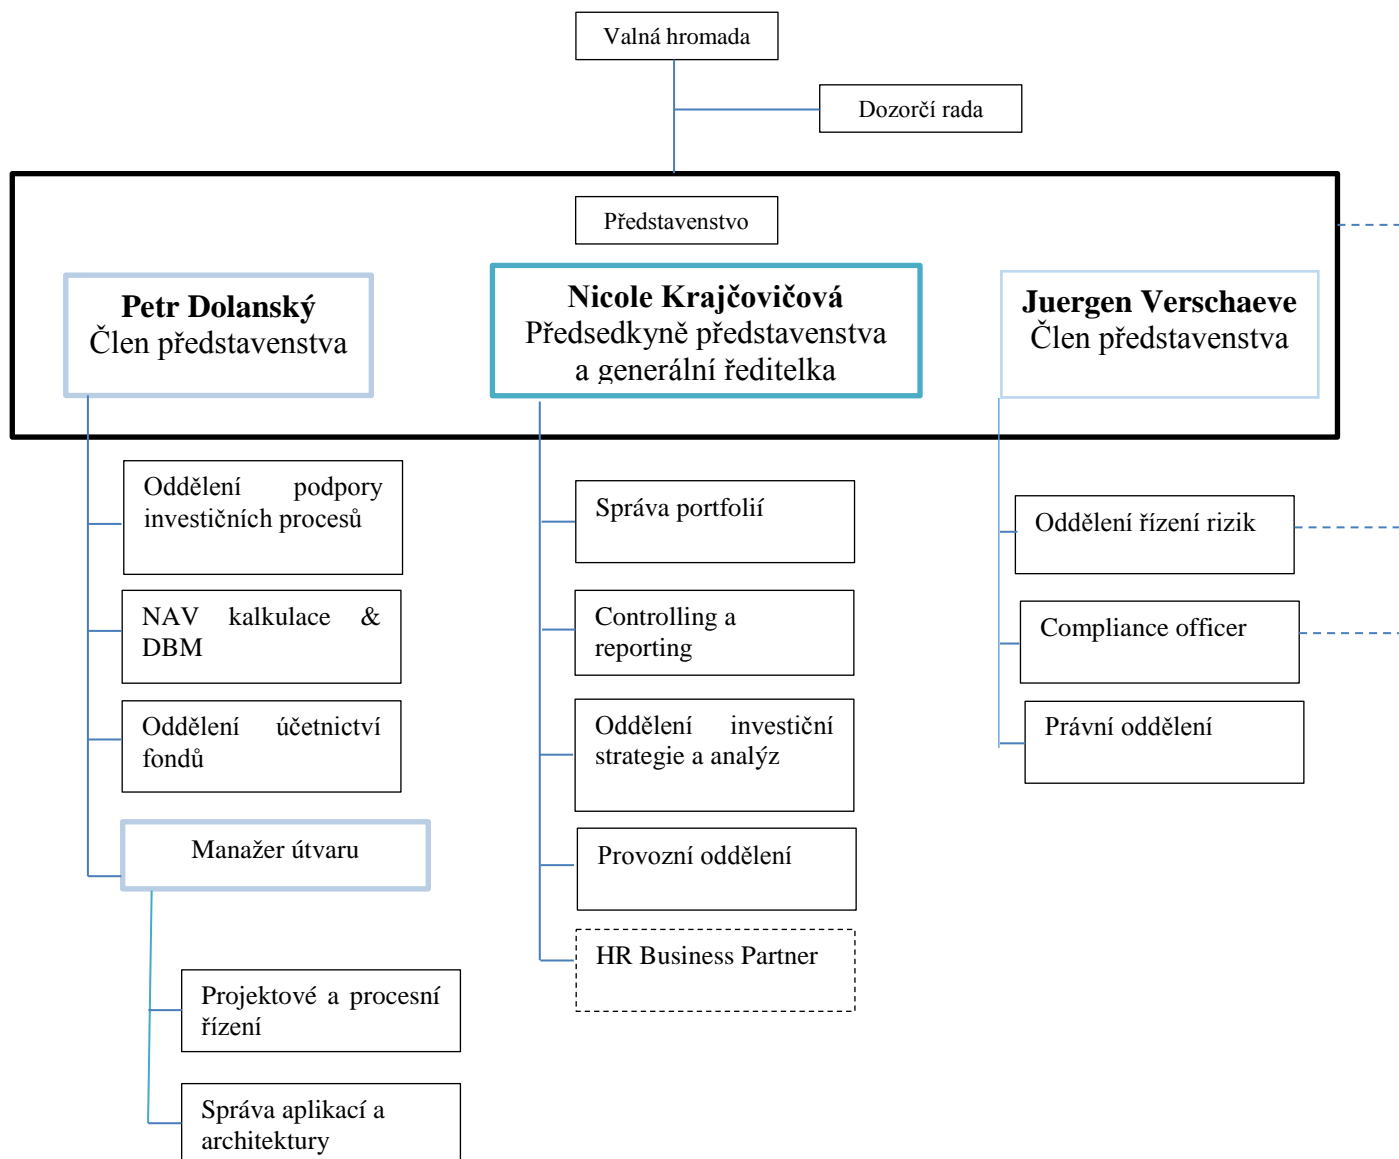 Valná hromada
Dozorčí rada
Představenstvo
Petr Dolanský
Člen představenstva
Nicole Krajčovičová
Předsedkyně představenstva
a generální ředitelka
Juergen Verschaeve
Člen představenstva
Oddělení podpory
investičních procesů
NAV kalkulace &
DBM
Oddělení účetnictví
fondů
Manažer útvaru
Projektové a procesní
řízení
Správa aplikací a
architektury
Správa portfolií
Controlling a
reporting
Oddělení investiční
strategie a analýz
Provozní oddělení
HR Business Partner
Oddělení řízení rizik
Compliance officer
Právní oddělení